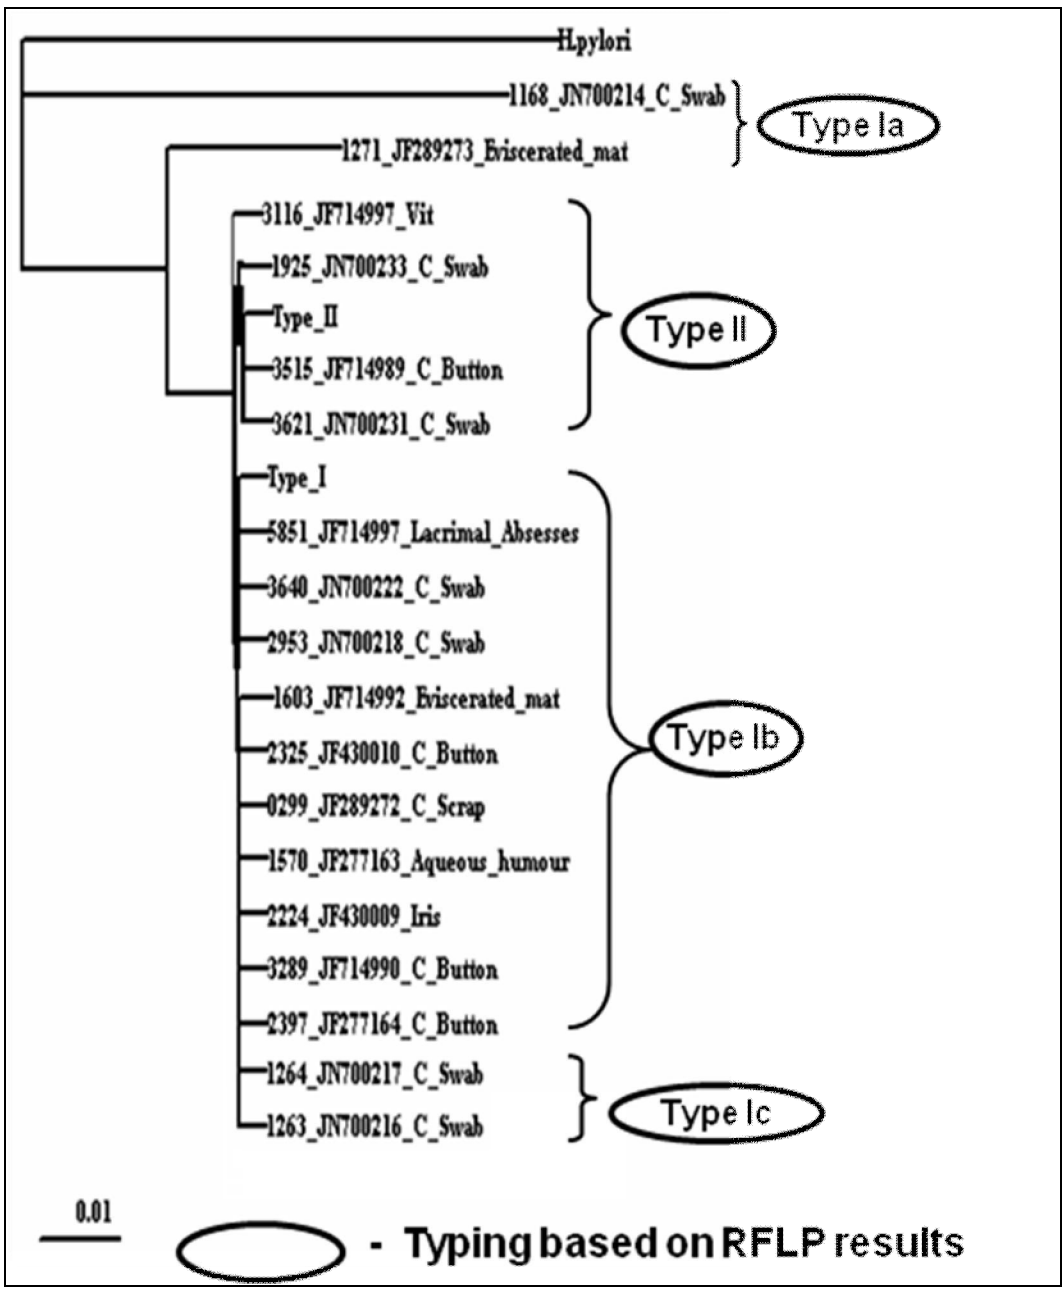 H.pylori
1168_JN700214_C_Swab
Type Ia
1271_JF289273_Eviscerated_mat
3116_JF714997_Vit
1925_JN700233_C_Swab
Type_II
Type II
3515_JF714989_C_Button
3621_JN700231_C_Swab
Type_I
5851_JF714997_Lacrimal_Absesses
3640_JN700222_C_Swab
2953_JN700218_C_Swab
1603_JF714992_Eviscerated_mat
Type Ib
2325_JF430010_C_Button
0299_JF289272_C_Scrap
1570_JF277163_Aqueous_humour
2224_JF430009_Iris
3289_JF714990_C_Button
2397_JF277164_C_Button
1264_JN700217_C_Swab
Type Ic
1263_JN700216_C_Swab
0.01
- Typing based on RFLP results